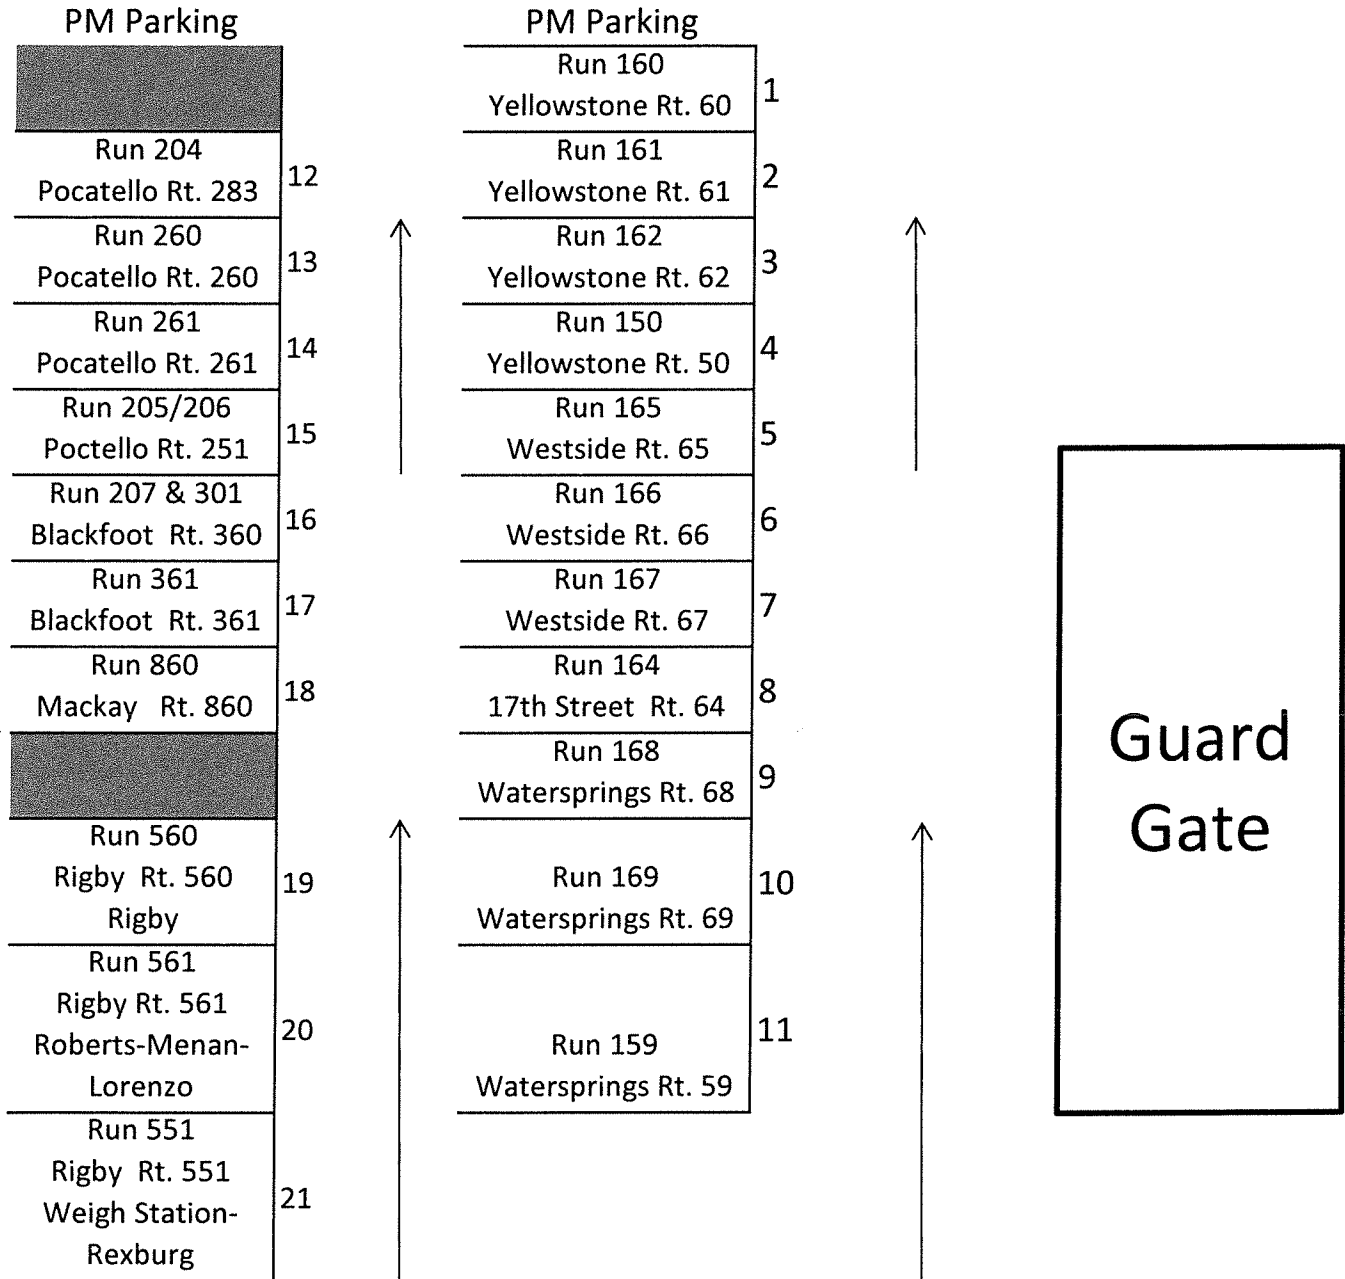 PM Parking
Run 204
Pocatello Rt. 283
12
Run 260
Pocatello Rt. 260
13
Run 261
Pocatello Rt. 261
14
Run 205/206
Poctello Rt. 251
15
Run 207 & 301
Blackfoot Rt. 360
16
Run 361
Blackfoot Rt. 361
17
Run 860
Mackay Rt. 860
18
Run 560
Rigby Rt. 560
Rigby
19
Run 561
Rigby Rt. 561
Roberts-Menan-
Lorenzo
20
Run 551
Rigby Rt. 551
Weigh Station-
Rexburg
21
PM Parking
Run 160
Yellowstone Rt. 60
1
Run 161
Yellowstone Rt. 61
2
Run 162
Yellowstone Rt. 62
3
Run 150
Yellowstone Rt. 50
4
Run 165
Westside Rt. 65
5
Run 166
Westside Rt. 66
6
Run 167
Westside Rt. 67
7
Run 164
17th Street Rt. 64
8
Run 168
Watersprings Rt. 68
9
Run 169
Watersprings Rt. 69
10
Run 159
Watersprings Rt. 59
11
Guard
Gate